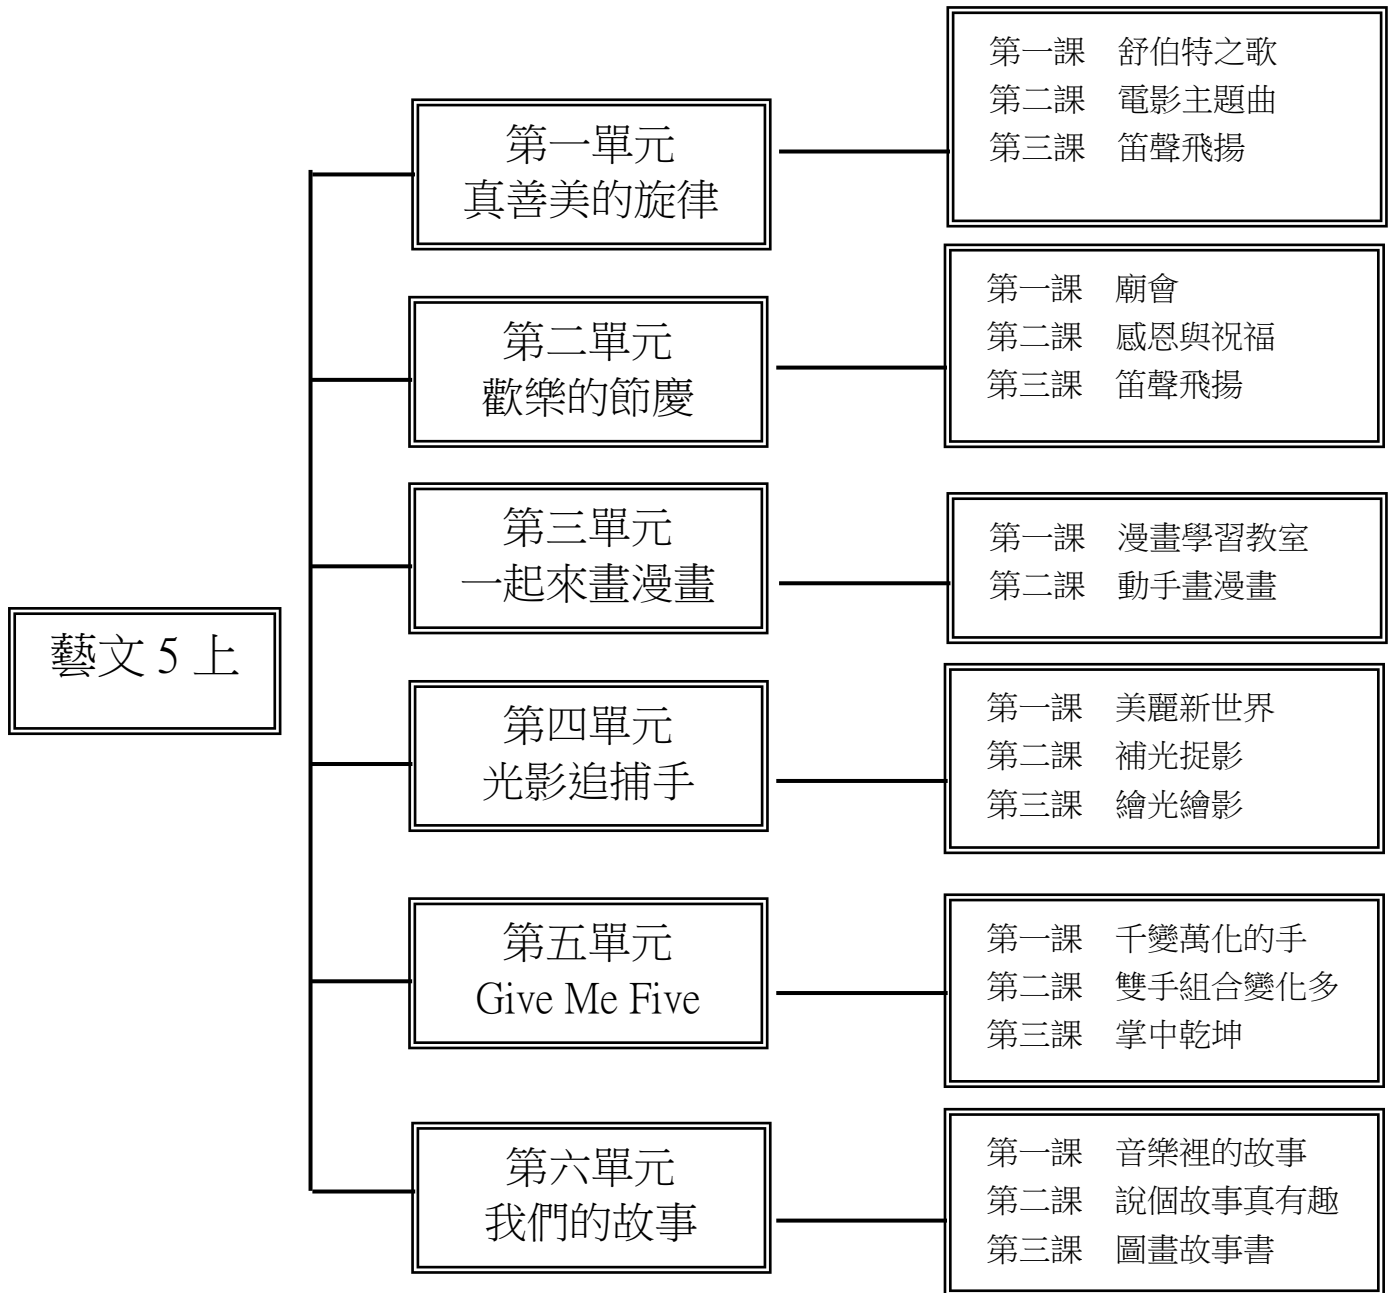 藝文 5 上
第一單元
真善美的旋律
第一課　舒伯特之歌
第二課　電影主題曲
第三課　笛聲飛揚
第二單元
歡樂的節慶
第一課　廟會
第二課　感恩與祝福
第三課　笛聲飛揚
第三單元
一起來畫漫畫
第一課　漫畫學習教室
第二課　動手畫漫畫
第四單元
光影追捕手
第一課　美麗新世界
第二課　補光捉影
第三課　繪光繪影
第五單元
Give Me Five
第一課　千變萬化的手
第二課　雙手組合變化多
第三課　掌中乾坤
第六單元
我們的故事
第一課　音樂裡的故事
第二課　說個故事真有趣
第三課　圖畫故事書